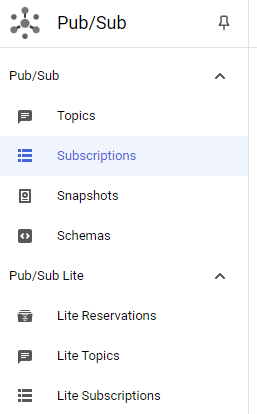 Pub/Sub
Pub/Sub
Topics
Subscriptions
Snapshots
Schemas
Pub/Sub Lite
Lite Reservations
Lite Topics
Lite Subscriptions